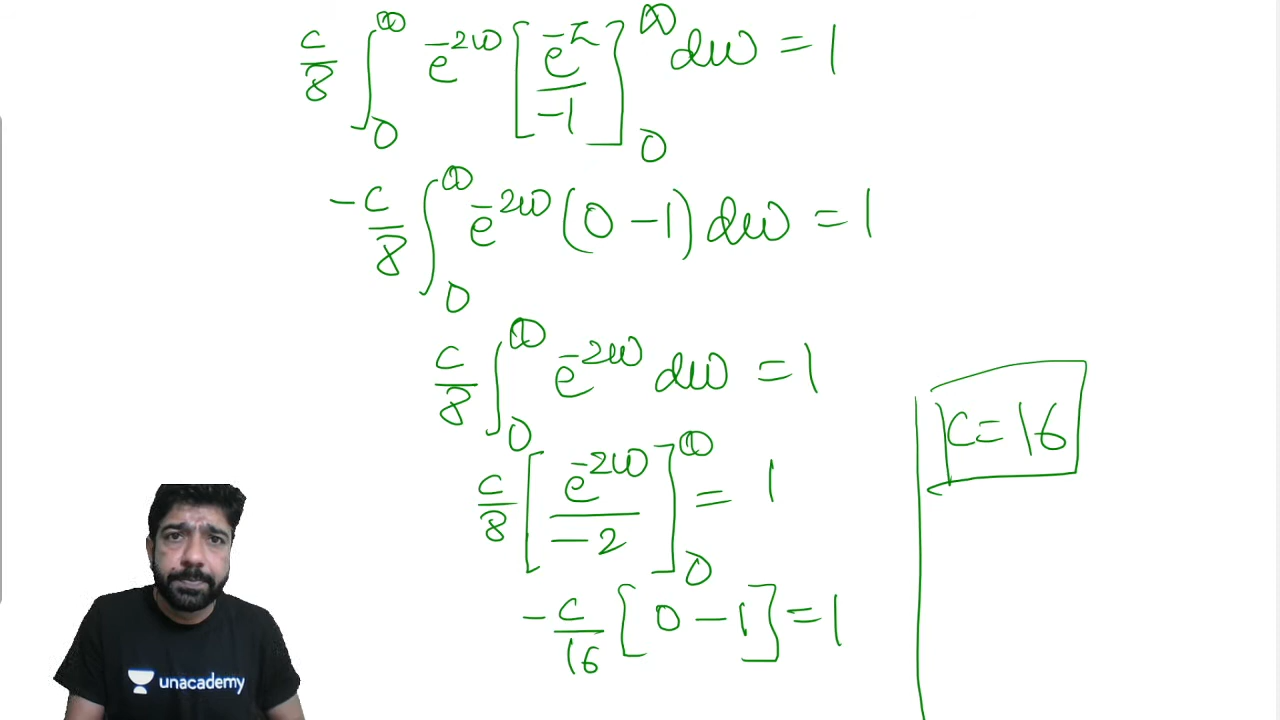 c/8 ∫₀^∞ e^-2w [e^-z/-1]₀^∞ dw = 1
-c/8 ∫₀^∞ e^-2w (0 - 1) dw = 1
c/8 ∫₀^∞ e^-2w dw = 1
c/8 [e^-2w/-2]₀^∞ = 1
-c/16 [0 - 1] = 1
c = 16
unacademy